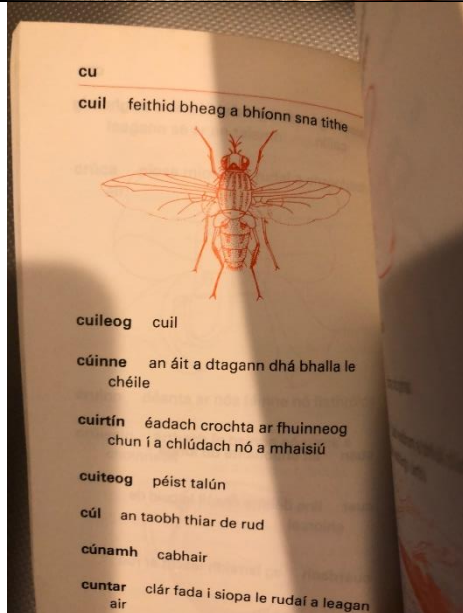 cu
cuil feithid bheag a bhíonn sna tithe
cuileog cuil
cúinne an áit a dtagann dhá bhalla le
chéile
cuirtín éadach crochta ar fhuinneog
chun í a chlúdach nó a mhaisiú
cuiteog péist talún
cúl an taobh thiar de rud
cúnamh cabhair
cuntar clár fada i siopa le rudaí a leagan
air